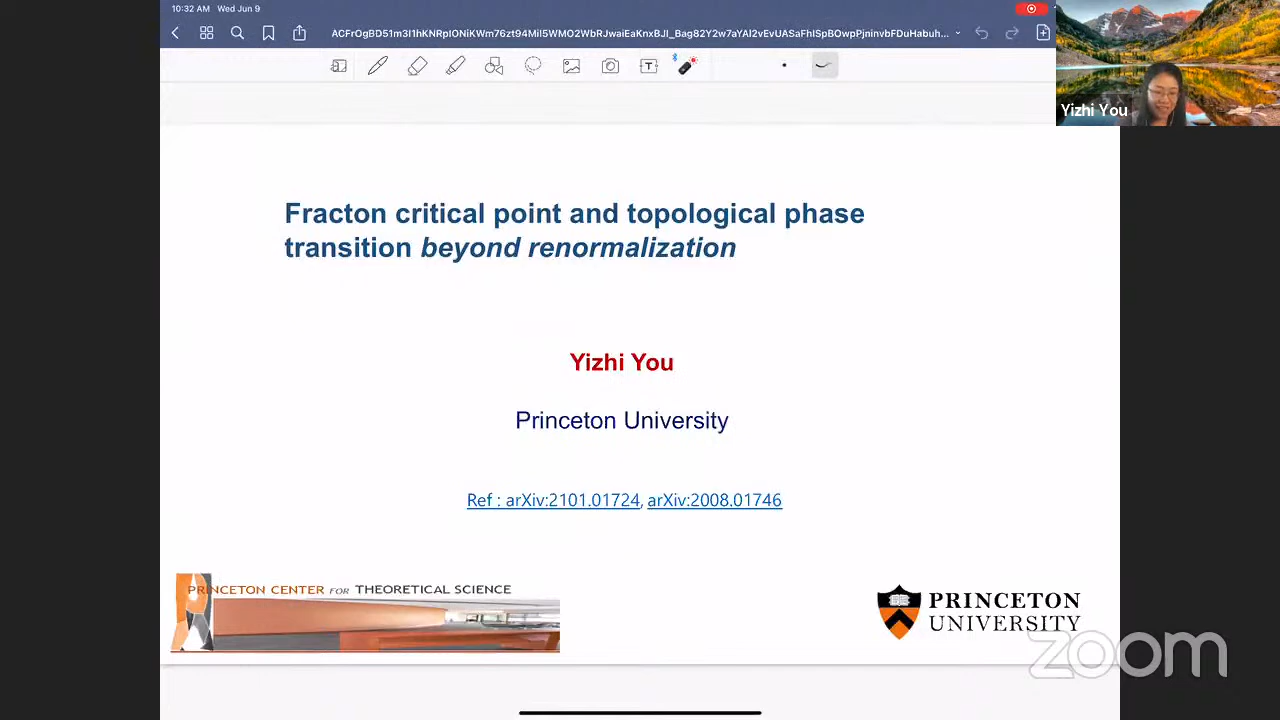 10:32 AM Wed Jun 9
Yizhi You
Fracton critical point and topological phase
transition beyond renormalization
Yizhi You
Princeton University
Ref : arXiv:2101.01724, arXiv:2008.01746
PRINCETON CENTER FOR THEORETICAL SCIENCE
PRINCETON
UNIVERSITY
zoom